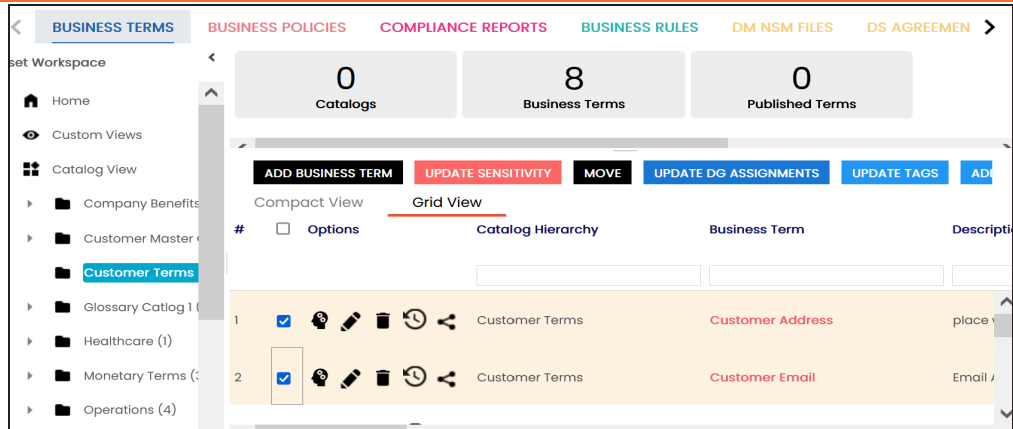 BUSINESS TERMS BUSINESS POLICIES COMPLIANCE REPORTS BUSINESS RULES DM NSM FILES DS AGREEMEN
set Workspace
Home
Custom Views
Catalog View
Company Benefits
Customer Master
Customer Terms
Glossary Catlog 1 (
Healthcare (1)
Monetary Terms (3
Operations (4)
0 8 0
Catalogs Business Terms Published Terms
ADD BUSINESS TERM UPDATE SENSITIVITY MOVE UPDATE DG ASSIGNMENTS UPDATE TAGS ADD
Compact View Grid View
# Options Catalog Hierarchy Business Term Descripti
1 Customer Terms Customer Address place
2 Customer Terms Customer Email Email A